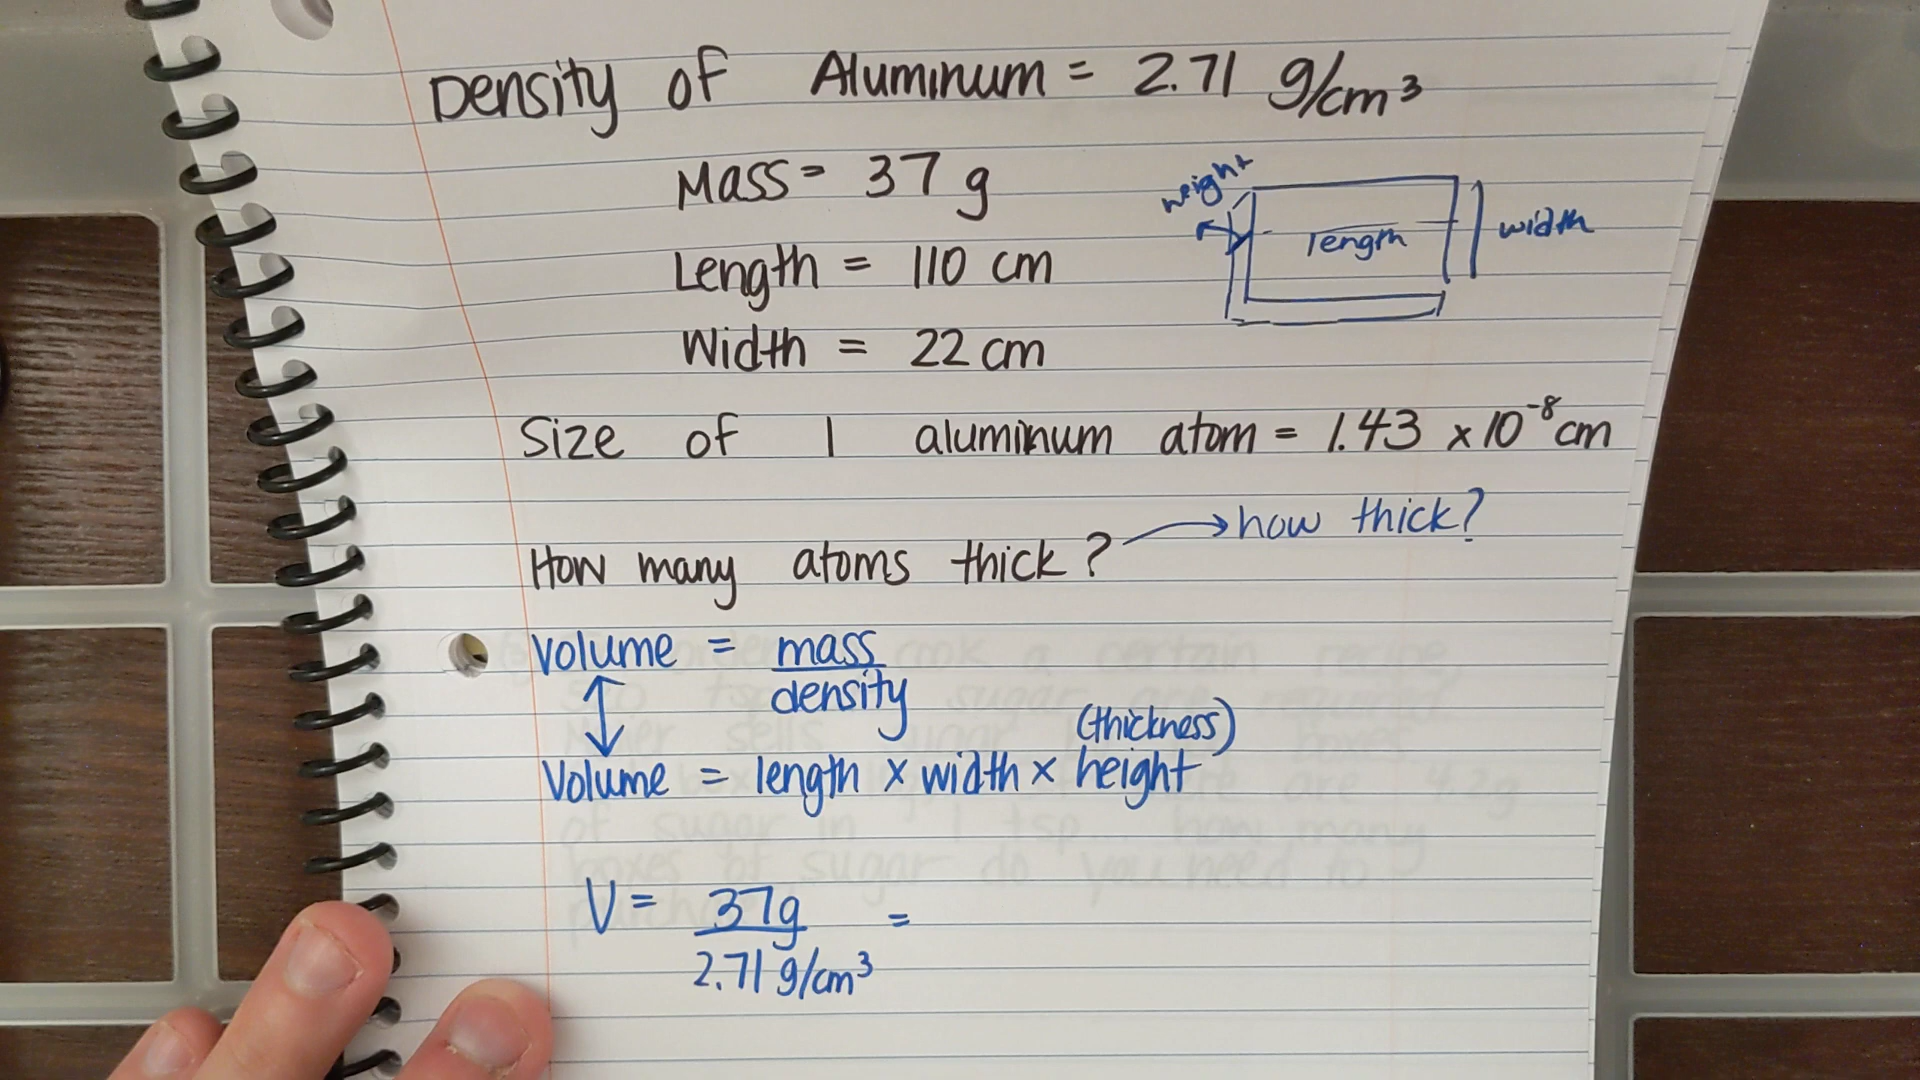 Density of Aluminum = 2.71 g/cm³
Mass = 37 g
Length = 110 cm
Width = 22 cm
weight
length
width
Size of 1 aluminum atom = 1.43 x 10⁻⁸ cm
How many atoms thick? → how thick?
Volume = mass
density
(thickness)
Volume = length x width x height
V = 37g =
2.71 g/cm³